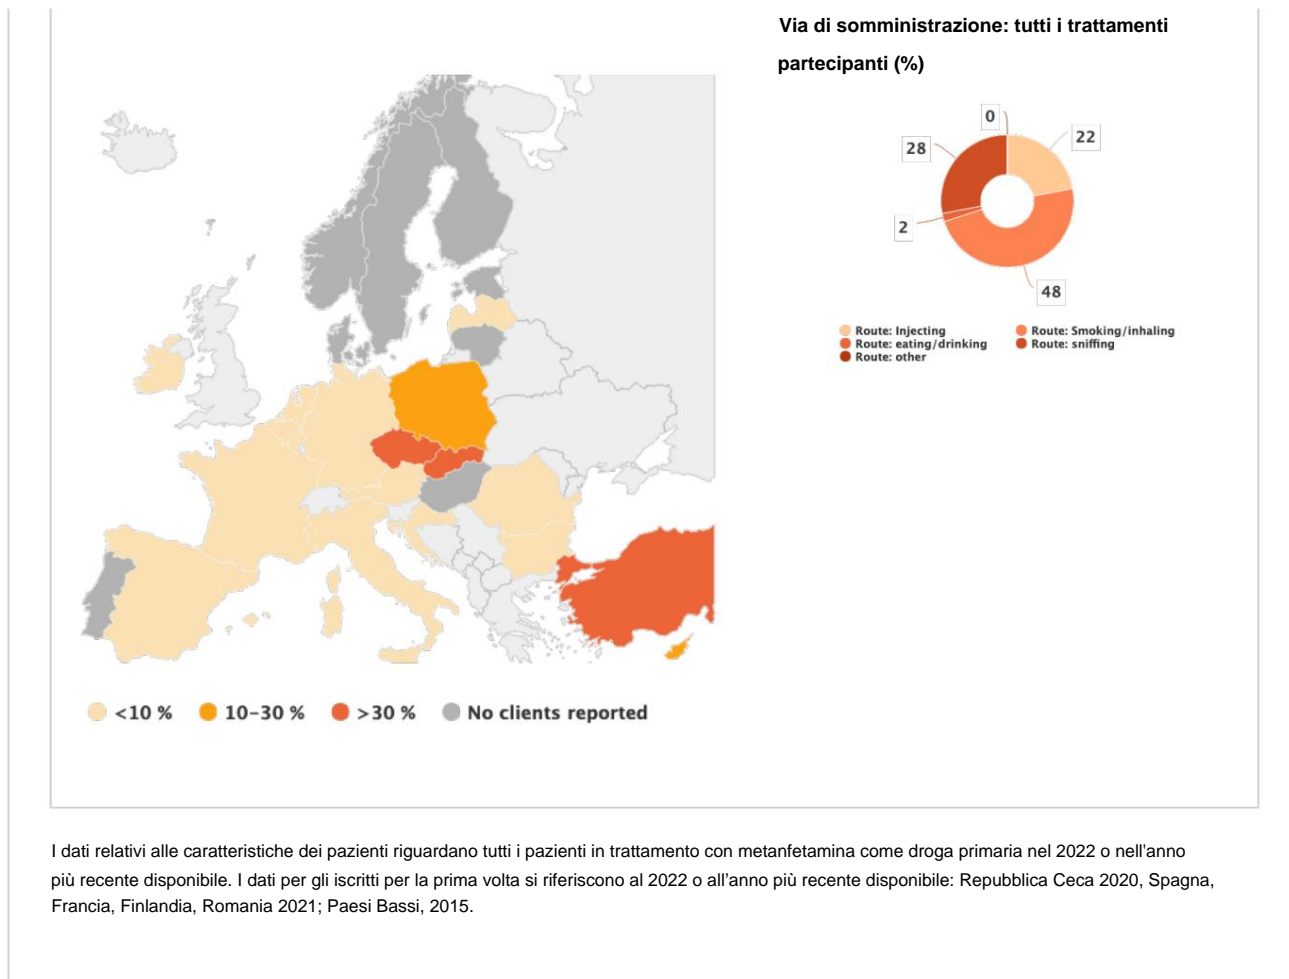 Via di somministrazione: tutti i trattamenti
partecipanti (%)
0
22
28
2
48
Route: Injecting
Route: Smoking/inhaling
Route: eating/drinking
Route: sniffing
Route: other
<10 %
10–30 %
>30 %
No clients reported
I dati relativi alle caratteristiche dei pazienti riguardano tutti i pazienti in trattamento con metanfetamina come droga primaria nel 2022 o nell'anno
più recente disponibile. I dati per gli iscritti per la prima volta si riferiscono al 2022 o all'anno più recente disponibile: Repubblica Ceca 2020, Spagna,
Francia, Finlandia, Romania 2021; Paesi Bassi, 2015.